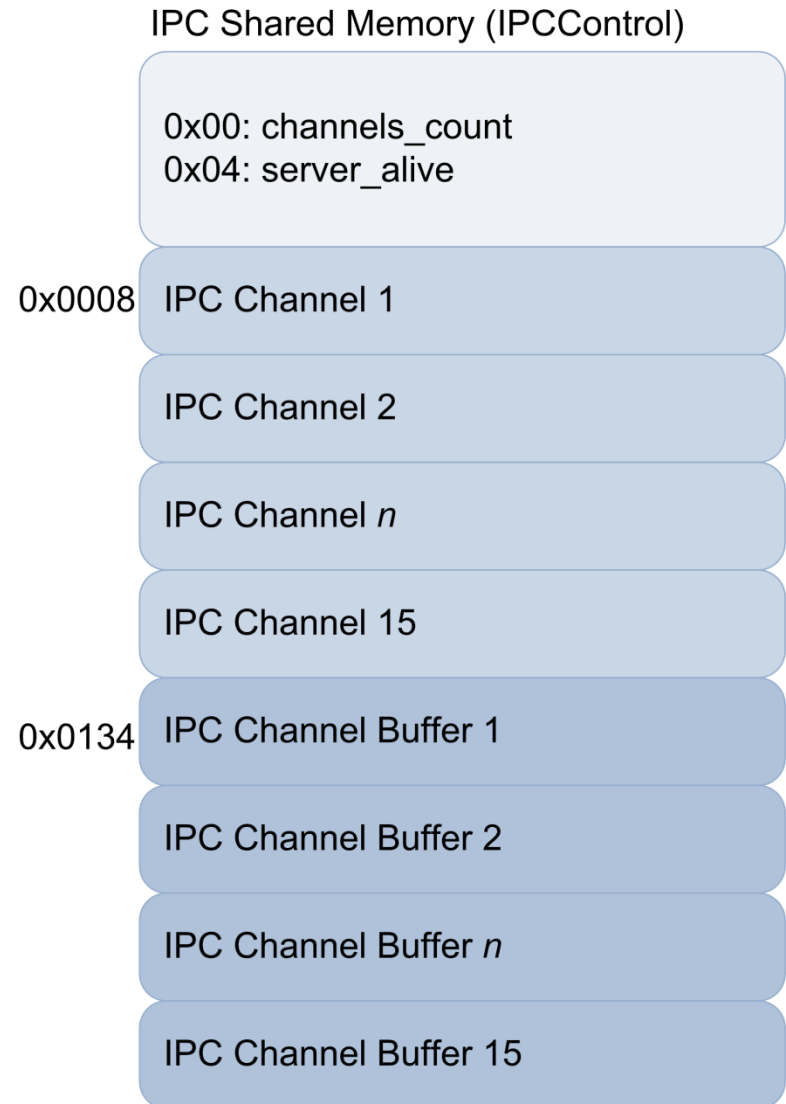 IPC Shared Memory (IPCControl)
0x00: channels_count
0x04: server_alive
0x0008 IPC Channel 1
IPC Channel 2
IPC Channel n
IPC Channel 15
0x0134 IPC Channel Buffer 1
IPC Channel Buffer 2
IPC Channel Buffer n
IPC Channel Buffer 15